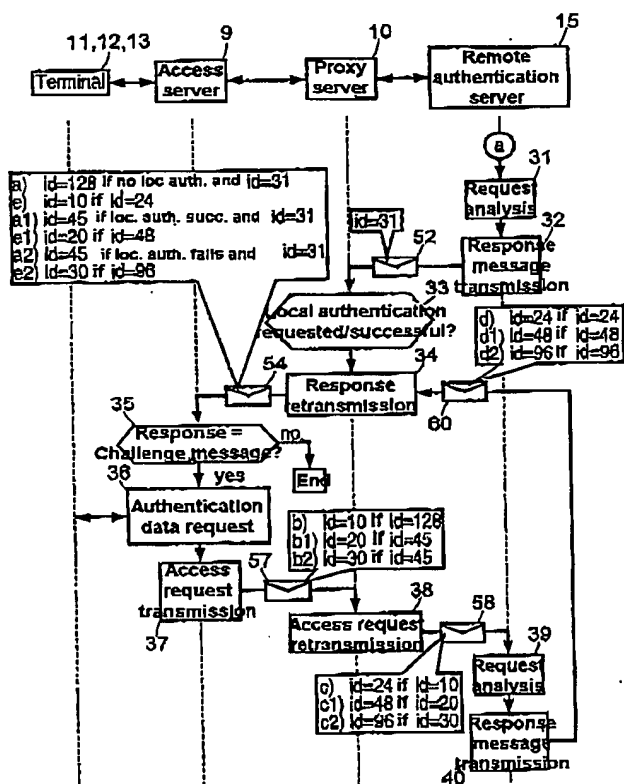 11,12,13
9
10
15
Terminal
Access
server
Proxy
server
Remote
authentication
server
a
31
Request
analysis
32
Response
message
transmission
a) id=128 if no loc auth. and id=31
e) id=10 if id=24
a1) id=45 if loc. auth. succ. and id=31
e1) id=20 if id=48
a2) id=45 if loc. auth. fails and id=31
e2) id=30 if id=96
id=31
52
33
Local authentication
requested/successful?
d) id=24 if id=24
d1) id=48 if id=48
d2) id=96 if id=96
54
34
Response
retransmission
60
35
Response =
Challenge message?
no
End
36
yes
Authentication
data request
b) id=10 if id=128
b1) id=20 if id=45
b2) id=30 if id=45
57
Access
request
transmission
37
38
Access request
retransmission
58
39
Request
analysis
c) id=24 if id=10
c1) id=48 if id=20
c2) id=96 if id=30
Response
message
transmission
40